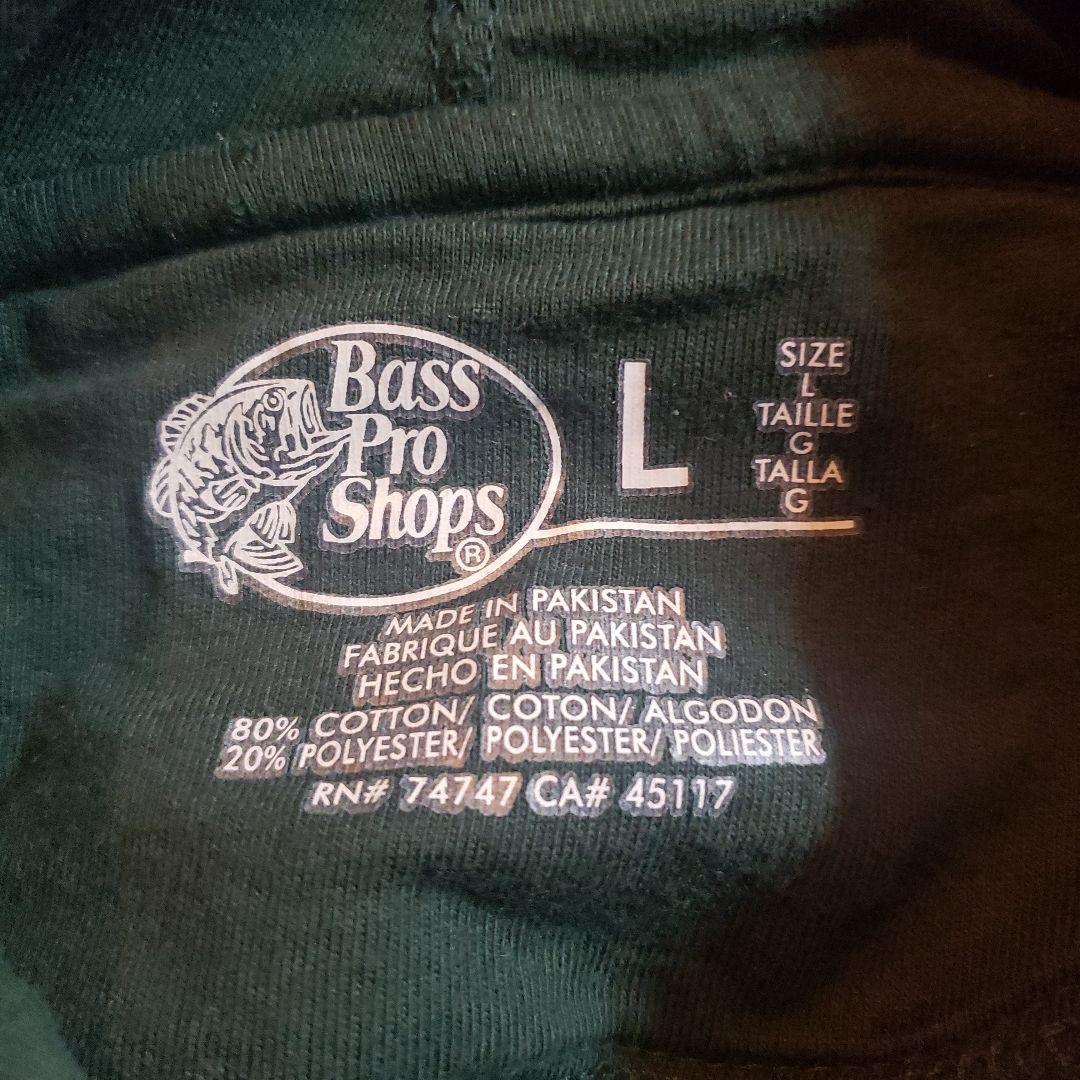 Bass
Pro
Shops
®
L
SIZE
L
TAILLE
G
TALLA
G
MADE IN PAKISTAN
FABRIQUE AU PAKISTAN
HECHO EN PAKISTAN
80% COTTON/ COTON/ ALGODON
20% POLYESTER/ POLYESTER/ POLIESTER
RN# 74747 CA# 45117